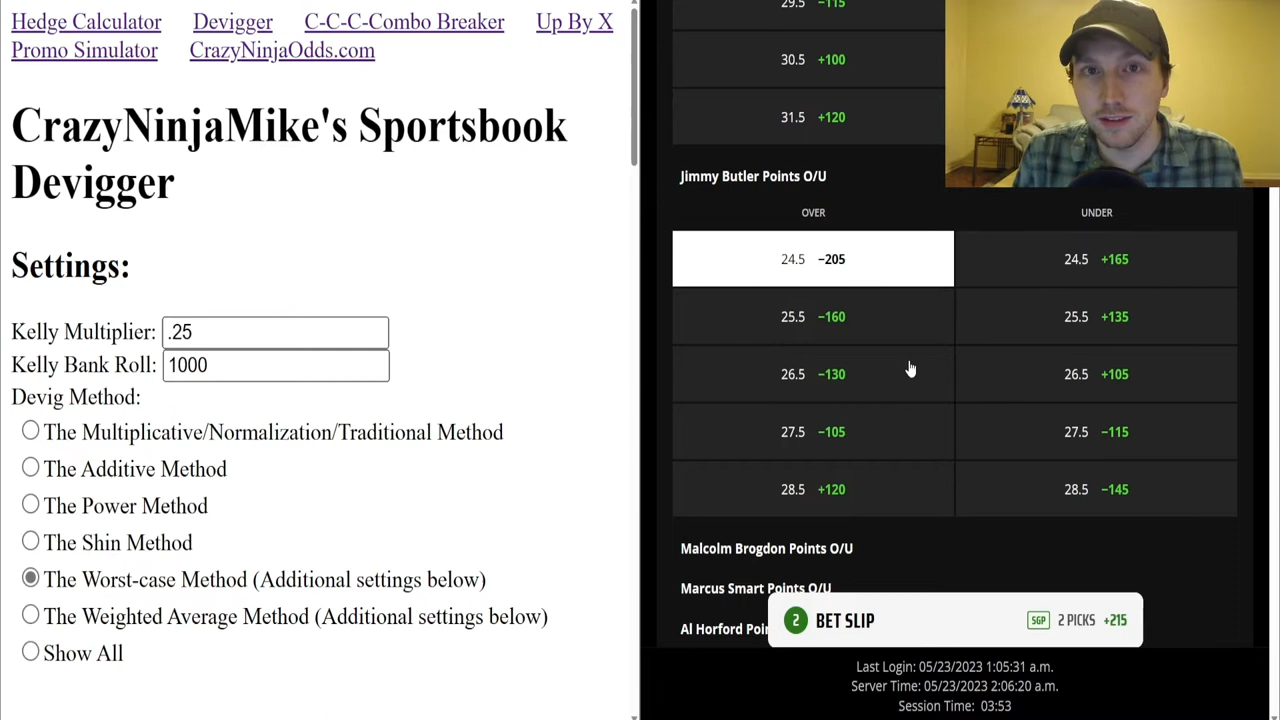 Hedge Calculator Devigger C-C-C-Combo Breaker Up By X
Promo Simulator CrazyNinjaOdds.com
CrazyNinjaMike's Sportsbook
Devigger
Settings:
Kelly Multiplier: .25
Kelly Bank Roll: 1000
Devig Method:
The Multiplicative/Normalization/Traditional Method
The Additive Method
The Power Method
The Shin Method
The Worst-case Method (Additional settings below)
The Weighted Average Method (Additional settings below)
Show All
29.5 −115
30.5 +100
31.5 +120
Jimmy Butler Points O/U
OVER UNDER
24.5 −205 24.5 +165
25.5 −160 25.5 +135
26.5 −130 26.5 +105
27.5 −105 27.5 −115
28.5 +120 28.5 −145
Malcolm Brogdon Points O/U
Marcus Smart Points O/U
Al Horford Poin
2 BET SLIP SGP 2 PICKS +215
Last Login: 05/23/2023 1:05:31 a.m.
Server Time: 05/23/2023 2:06:20 a.m.
Session Time: 03:53